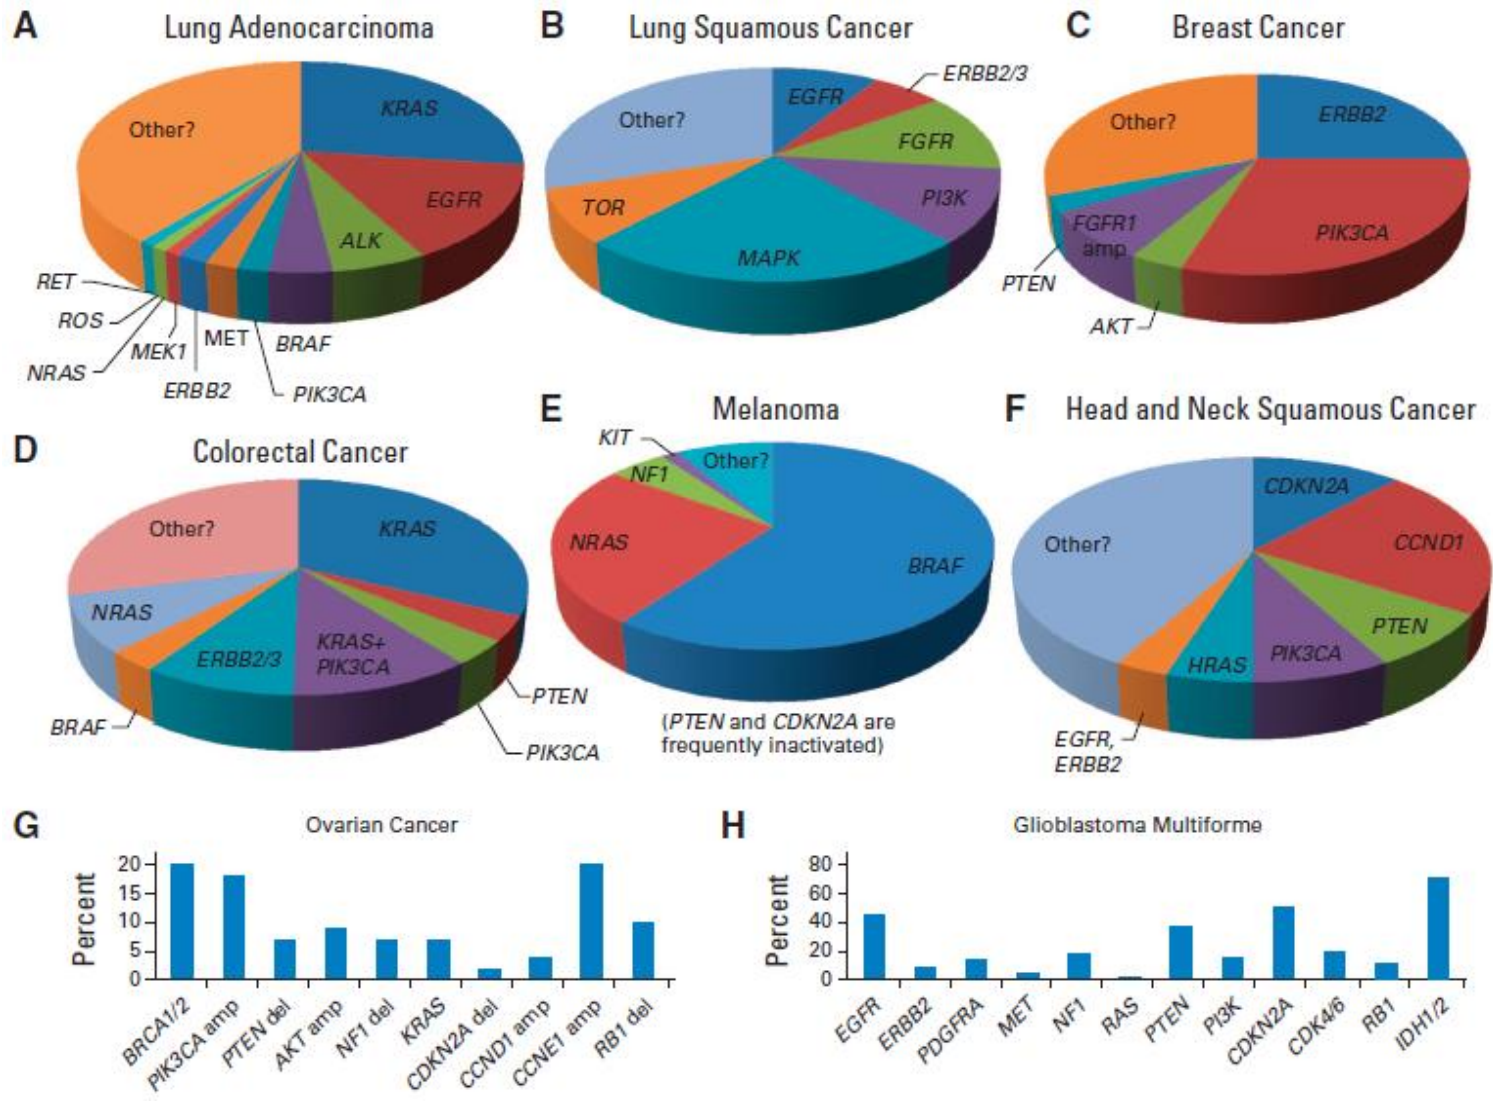 A Lung Adenocarcinoma
Other?
KRAS
EGFR
ALK
BRAF
PIK3CA
MET
ERBB2
MEK1
NRAS
ROS
RET
B Lung Squamous Cancer
Other?
EGFR
ERBB2/3
FGFR
PI3K
MAPK
TOR
C Breast Cancer
Other?
ERBB2
PIK3CA
AKT
FGFR1
amp
PTEN
D Colorectal Cancer
Other?
KRAS
PTEN
PIK3CA
KRAS+
PIK3CA
ERBB2/3
BRAF
NRAS
E Melanoma
KIT
Other?
NF1
NRAS
BRAF
(PTEN and CDKN2A are
frequently inactivated)
F Head and Neck Squamous Cancer
Other?
CDKN2A
CCND1
PTEN
PIK3CA
HRAS
EGFR,
ERBB2
G Ovarian Cancer
Percent
20
15
10
5
0
BRCA1/2
PIK3CA amp
PTEN del
AKT amp
NF1 del
KRAS
CDKN2A del
CCND1 amp
CCNE1 amp
RB1 del
H Glioblastoma Multiforme
Percent
80
60
40
20
0
EGFR
ERBB2
PDGFRA
MET
NF1
RAS
PTEN
PI3K
CDKN2A
CDK4/6
RB1
IDH1/2